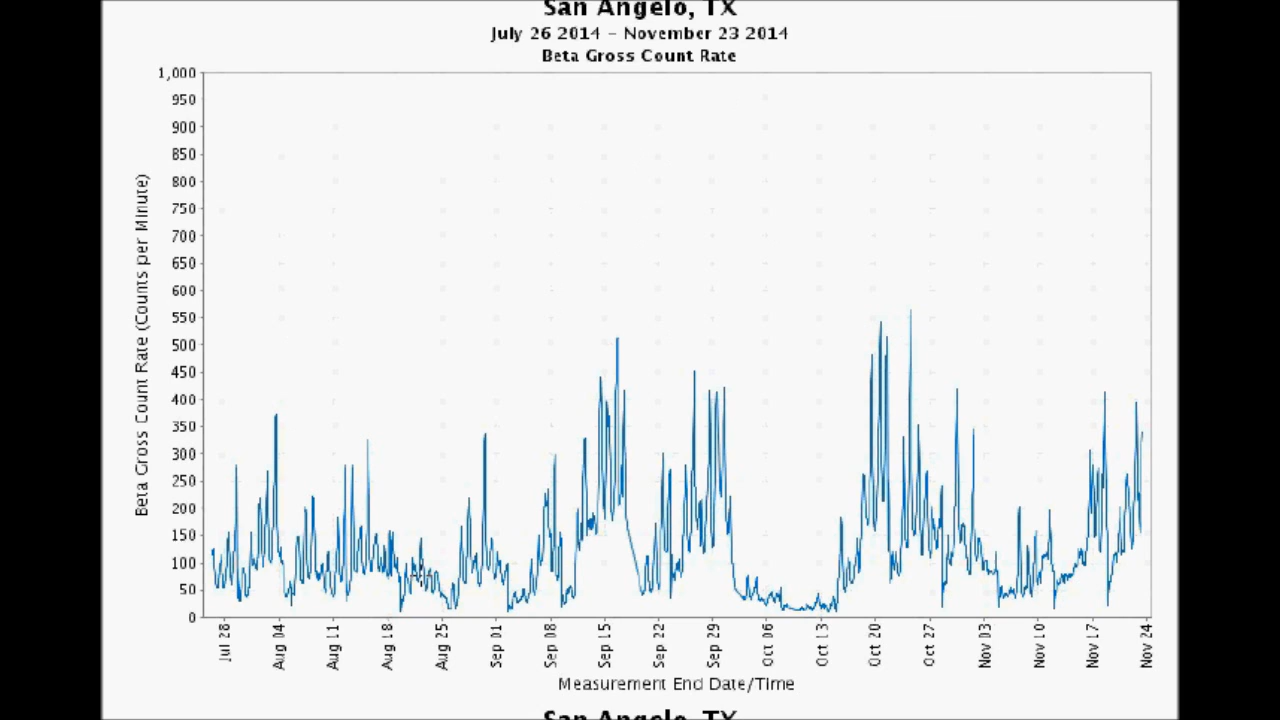 San Angelo, TX
July 26 2014 - November 23 2014
Beta Gross Count Rate
1,000
950
900
850
800
750
700
650
600
550
500
450
400
350
300
250
200
150
100
50
0
Beta Gross Count Rate (Counts per Minute)
Jul 28
Aug 04
Aug 11
Aug 18
Aug 25
Sep 01
Sep 08
Sep 15
Sep 22
Sep 29
Oct 06
Oct 13
Oct 20
Oct 27
Nov 03
Nov 10
Nov 17
Nov 24
Measurement End Date/Time
San Angelo, TX